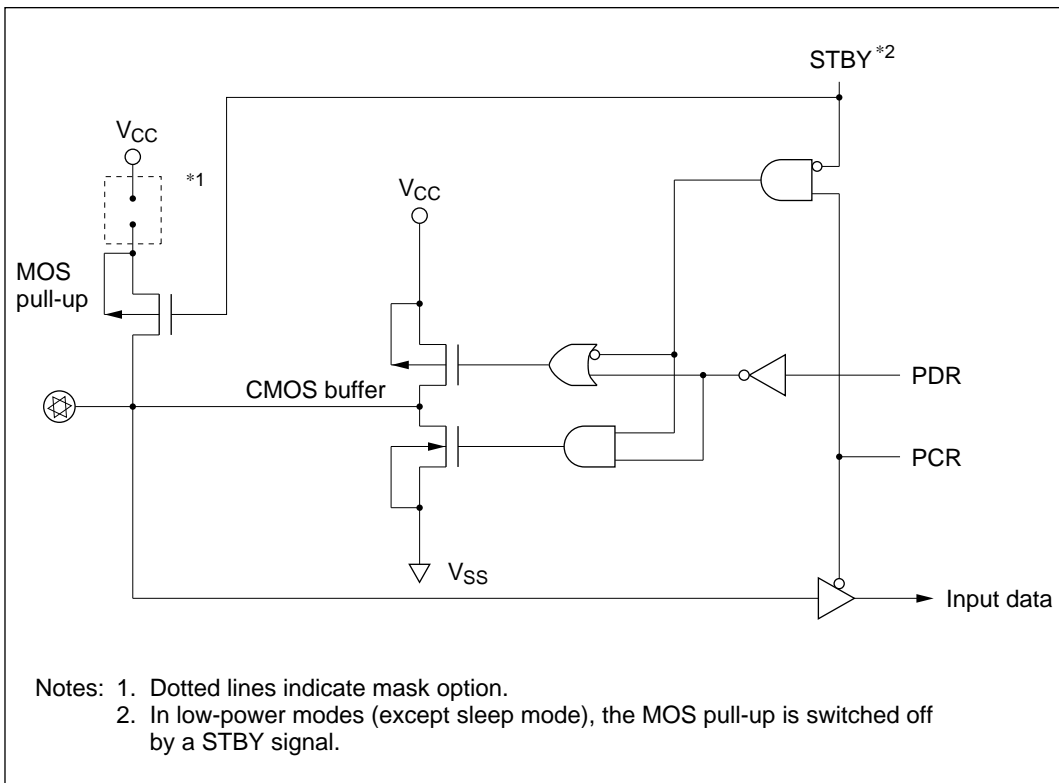 STBY *2
VCC
*1
VCC
MOS
pull-up
PDR
CMOS buffer
PCR
VSS
Input data
Notes: 1. Dotted lines indicate mask option.
2. In low-power modes (except sleep mode), the MOS pull-up is switched off
by a STBY signal.